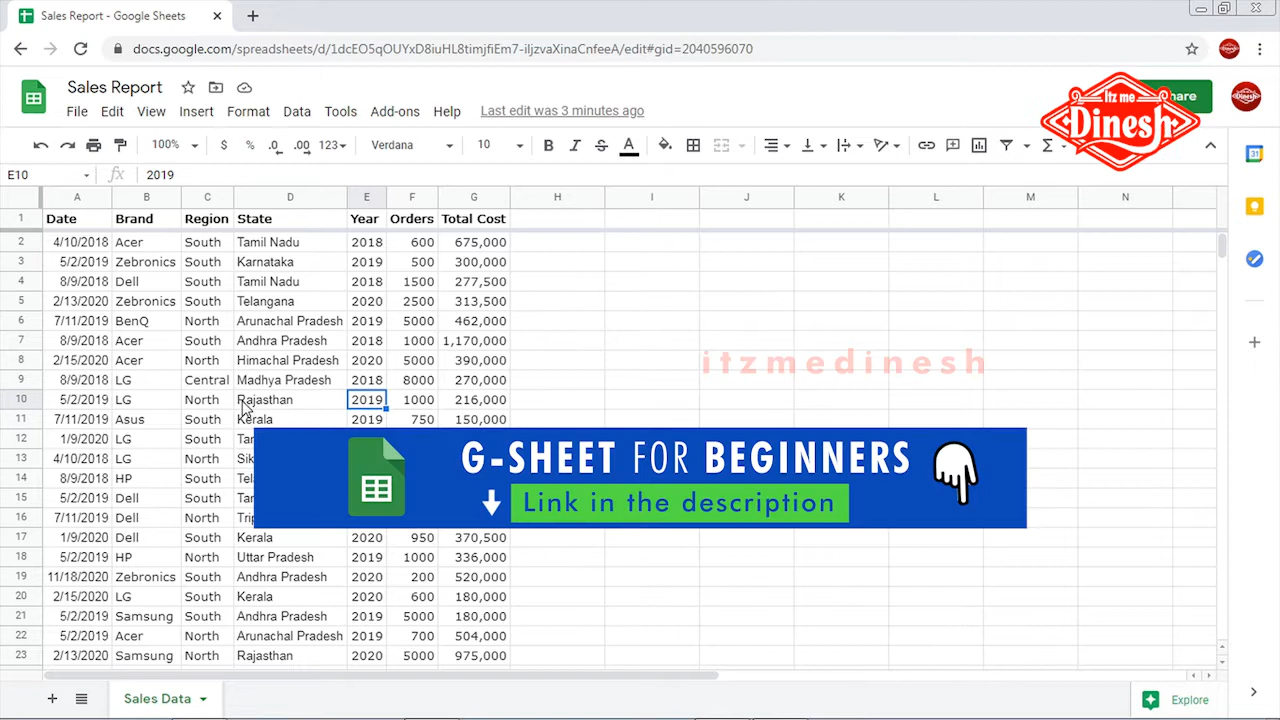 Sales Report - Google Sheets
docs.google.com/spreadsheets/d/1dcEO5qOUYxD8iuHL8timjfiEm7-iljzvaXinaCnfeeA/edit#gid=2040596070
Sales Report
File Edit View Insert Format Data Tools Add-ons Help Last edit was 3 minutes ago
Itz me
Dinesh
hare
100% $ % .0 .00 123 Verdana 10 B I S A Σ
E10 fx 2019
A B C D E F G H I J K L M N
1 Date Brand Region State Year Orders Total Cost
2 4/10/2018 Acer South Tamil Nadu 2018 600 675,000
3 5/2/2019 Zebronics South Karnataka 2019 500 300,000
4 8/9/2018 Dell South Tamil Nadu 2018 1500 277,500
5 2/13/2020 Zebronics South Telangana 2020 2500 313,500
6 7/11/2019 BenQ North Arunachal Pradesh 2019 5000 462,000
7 8/9/2018 Acer South Andhra Pradesh 2018 1000 1,170,000
8 2/15/2020 Acer North Himachal Pradesh 2020 5000 390,000
itzmedinesh
9 8/9/2018 LG Central Madhya Pradesh 2018 8000 270,000
10 5/2/2019 LG North Rajasthan 2019 1000 216,000
11 7/11/2019 Asus South Kerala 2019 750 150,000
12 1/9/2020 LG South
13 4/10/2018 LG North
14 8/9/2018 HP South
15 5/2/2019 Dell South
16 7/11/2019 Dell North
G-SHEET FOR BEGINNERS
Link in the description
17 1/9/2020 Dell South Kerala 2020 950 370,500
18 5/2/2019 HP North Uttar Pradesh 2019 1000 336,000
19 11/18/2020 Zebronics South Andhra Pradesh 2020 200 520,000
20 2/15/2020 LG South Kerala 2020 600 180,000
21 5/2/2019 Samsung South Andhra Pradesh 2019 5000 180,000
22 5/2/2019 Acer North Arunachal Pradesh 2019 700 504,000
23 2/13/2020 Samsung North Rajasthan 2020 5000 975,000
Sales Data Explore